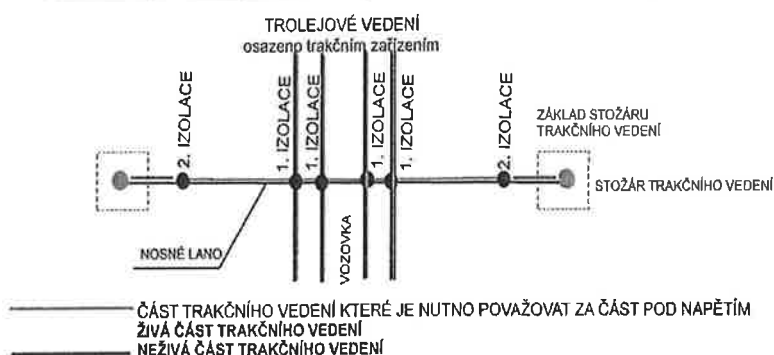 TROLEJOVÉ VEDENÍ
osazeno trakčním zařízením
2. IZOLACE
1. IZOLACE
1. IZOLACE
1. IZOLACE
1. IZOLACE
2. IZOLACE
ZÁKLAD STOŽÁRU
TRAKČNÍHO VEDENÍ
STOŽÁR TRAKČNÍHO VEDENÍ
NOSNÉ LANO
VOZOVKA
ČÁST TRAKČNÍHO VEDENÍ KTERÉ JE NUTNO POVAŽOVAT ZA ČÁST POD NAPĚTÍM
ŽIVÁ ČÁST TRAKČNÍHO VEDENÍ
NEŽIVÁ ČÁST TRAKČNÍHO VEDENÍ